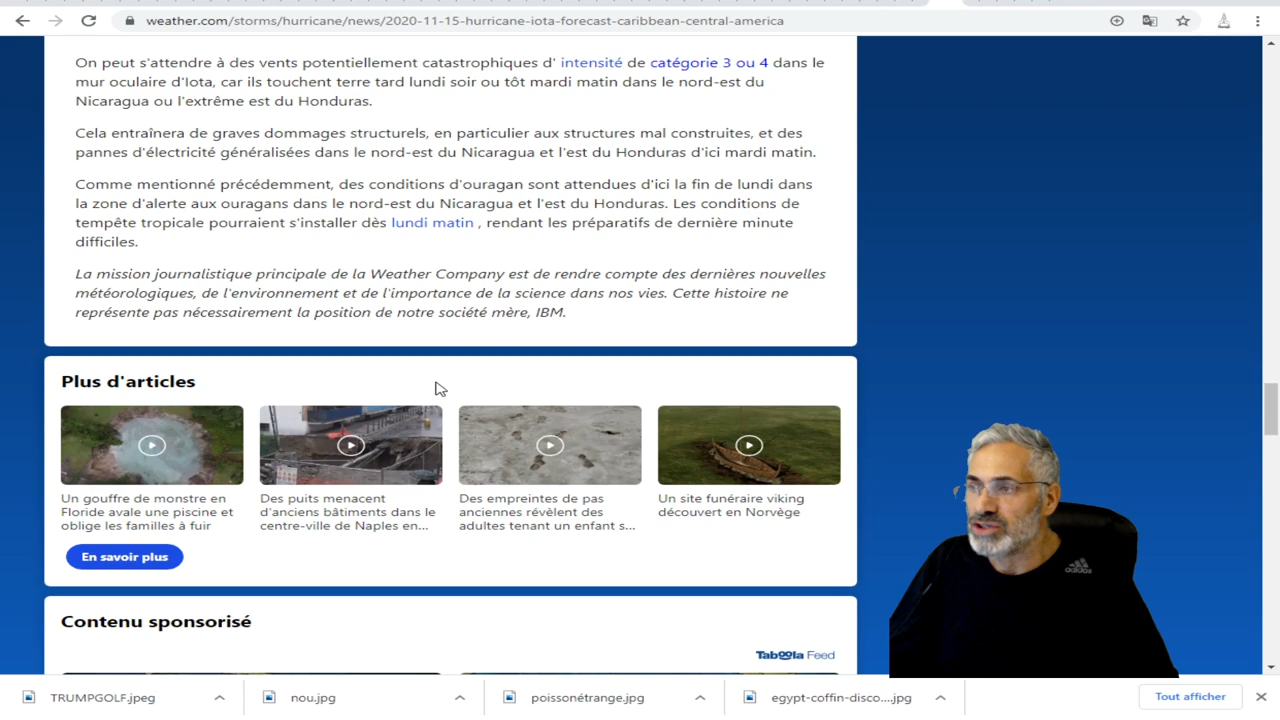 weather.com/storms/hurricane/news/2020-11-15-hurricane-iota-forecast-caribbean-central-america
On peut s'attendre à des vents potentiellement catastrophiques d' intensité de catégorie 3 ou 4 dans le
mur oculaire d'Iota, car ils touchent terre tard lundi soir ou tôt mardi matin dans le nord-est du
Nicaragua ou l'extrême est du Honduras.
Cela entraînera de graves dommages structurels, en particulier aux structures mal construites, et des
pannes d'électricité généralisées dans le nord-est du Nicaragua et l'est du Honduras d'ici mardi matin.
Comme mentionné précédemment, des conditions d'ouragan sont attendues d'ici la fin de lundi dans
la zone d'alerte aux ouragans dans le nord-est du Nicaragua et l'est du Honduras. Les conditions de
tempête tropicale pourraient s'installer dès lundi matin , rendant les préparatifs de dernière minute
difficiles.
La mission journalistique principale de la Weather Company est de rendre compte des dernières nouvelles
météorologiques, de l'environnement et de l'importance de la science dans nos vies. Cette histoire ne
représente pas nécessairement la position de notre société mère, IBM.
Plus d'articles
Un gouffre de monstre en
Floride avale une piscine et
oblige les familles à fuir
Des puits menacent
d'anciens bâtiments dans le
centre-ville de Naples en...
Des empreintes de pas
anciennes révèlent des
adultes tenant un enfant s...
Un site funéraire viking
découvert en Norvège
En savoir plus
Contenu sponsorisé
Taboola Feed
adidas
TRUMPGOLF.jpeg
nou.jpg
poissonétrange.jpg
egypt-coffin-disco....jpg
Tout afficher